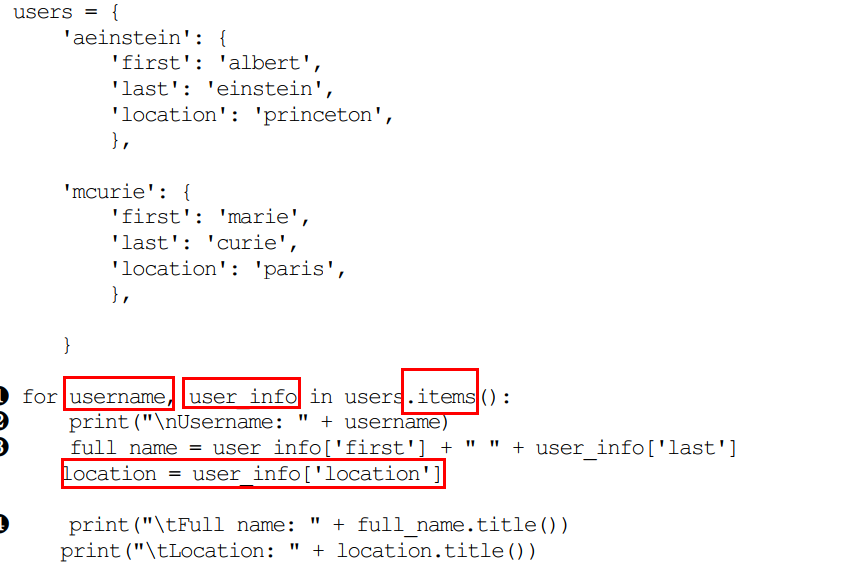 users = {
'aeinstein': {
'first': 'albert',
'last': 'einstein',
'location': 'princeton',
},
'mcurie': {
'first': 'marie',
'last': 'curie',
'location': 'paris',
},
}
❶ for username, user_info in users.items():
❷ print("\nUsername: " + username)
❸ full_name = user_info['first'] + " " + user_info['last']
location = user_info['location']
❹ print("\tFull name: " + full_name.title())
print("\tLocation: " + location.title())